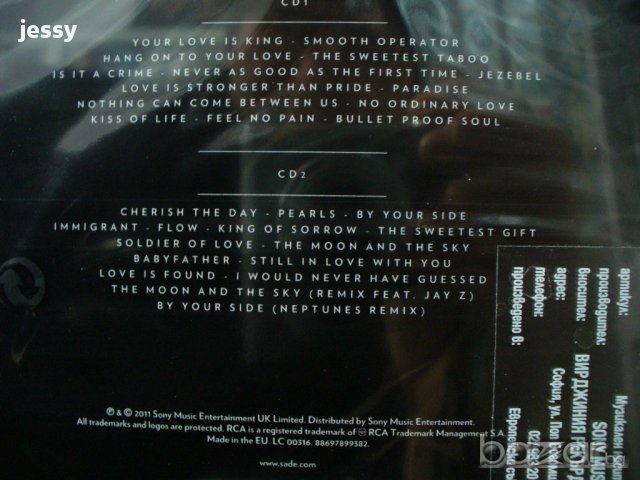 jessy
CD1
YOUR LOVE IS KING - SMOOTH OPERATOR
HANG ON TO YOUR LOVE - THE SWEETEST TABOO
IS IT A CRIME - NEVER AS GOOD AS THE FIRST TIME - JEZEBEL
LOVE IS STRONGER THAN PRIDE - PARADISE
NOTHING CAN COME BETWEEN US - NO ORDINARY LOVE
KISS OF LIFE - FEEL NO PAIN - BULLET PROOF SOUL
CD2
CHERISH THE DAY - PEARLS - BY YOUR SIDE
IMMIGRANT - FLOW - KING OF SORROW - THE SWEETEST GIFT
SOLDIER OF LOVE - THE MOON AND THE SKY
BABYFATHER - STILL IN LOVE WITH YOU
LOVE IS FOUND - I WOULD NEVER HAVE GUESSED
THE MOON AND THE SKY (REMIX FEAT. JAY Z)
BY YOUR SIDE (NEPTUNES REMIX)
℗ & © 2011 Sony Music Entertainment UK Limited. Distributed by Sony Music Entertainment.
All trademarks and logos are protected. RCA is a registered trademark of RCA Trademark Management S.A.
Made in the EU. LC 00316. 88697899382.
www.sade.com
артикул: Музикален
производител: SONY MUS
вносител: ВИРДЖИНИЯ РЕКОРД
адрес: София, ул.
телефон: 02
произведено в:
bazar.бг